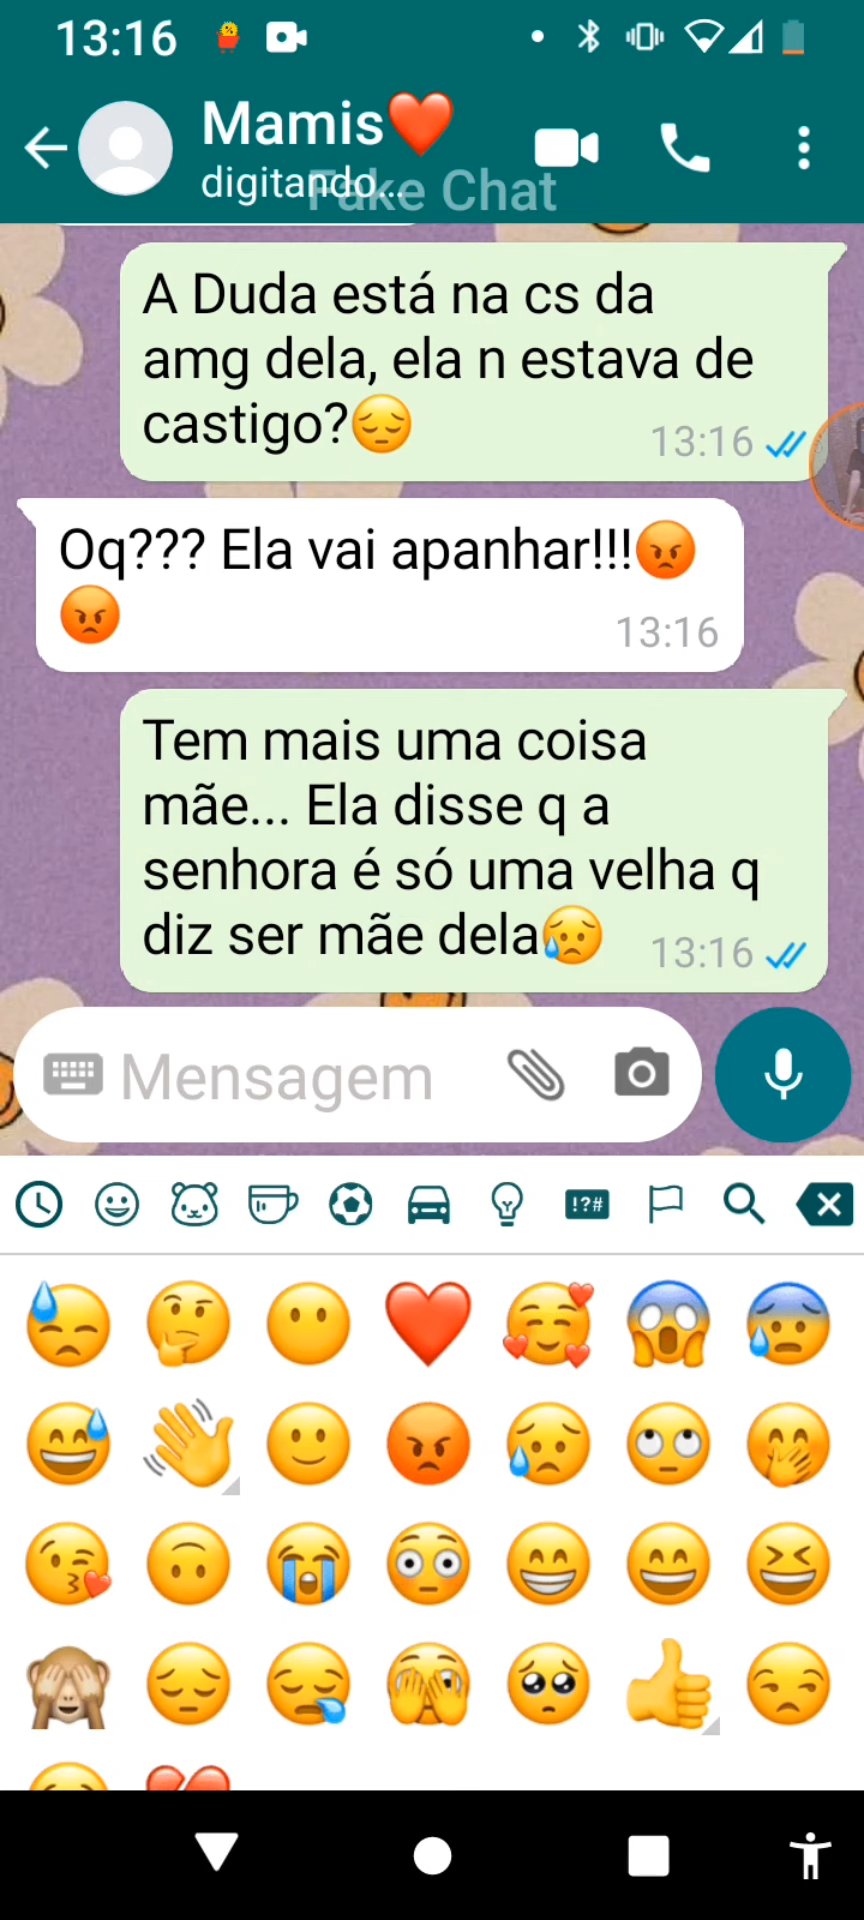 13:16
Mamis❤️
digitando...
Fake Chat
A Duda está na cs da
amg dela, ela n estava de
castigo?😔
13:16
Oq??? Ela vai apanhar!!!😡
😡
13:16
Tem mais uma coisa
mãe... Ela disse q a
senhora é só uma velha q
diz ser mãe dela😥
13:16
Mensagem
!?#